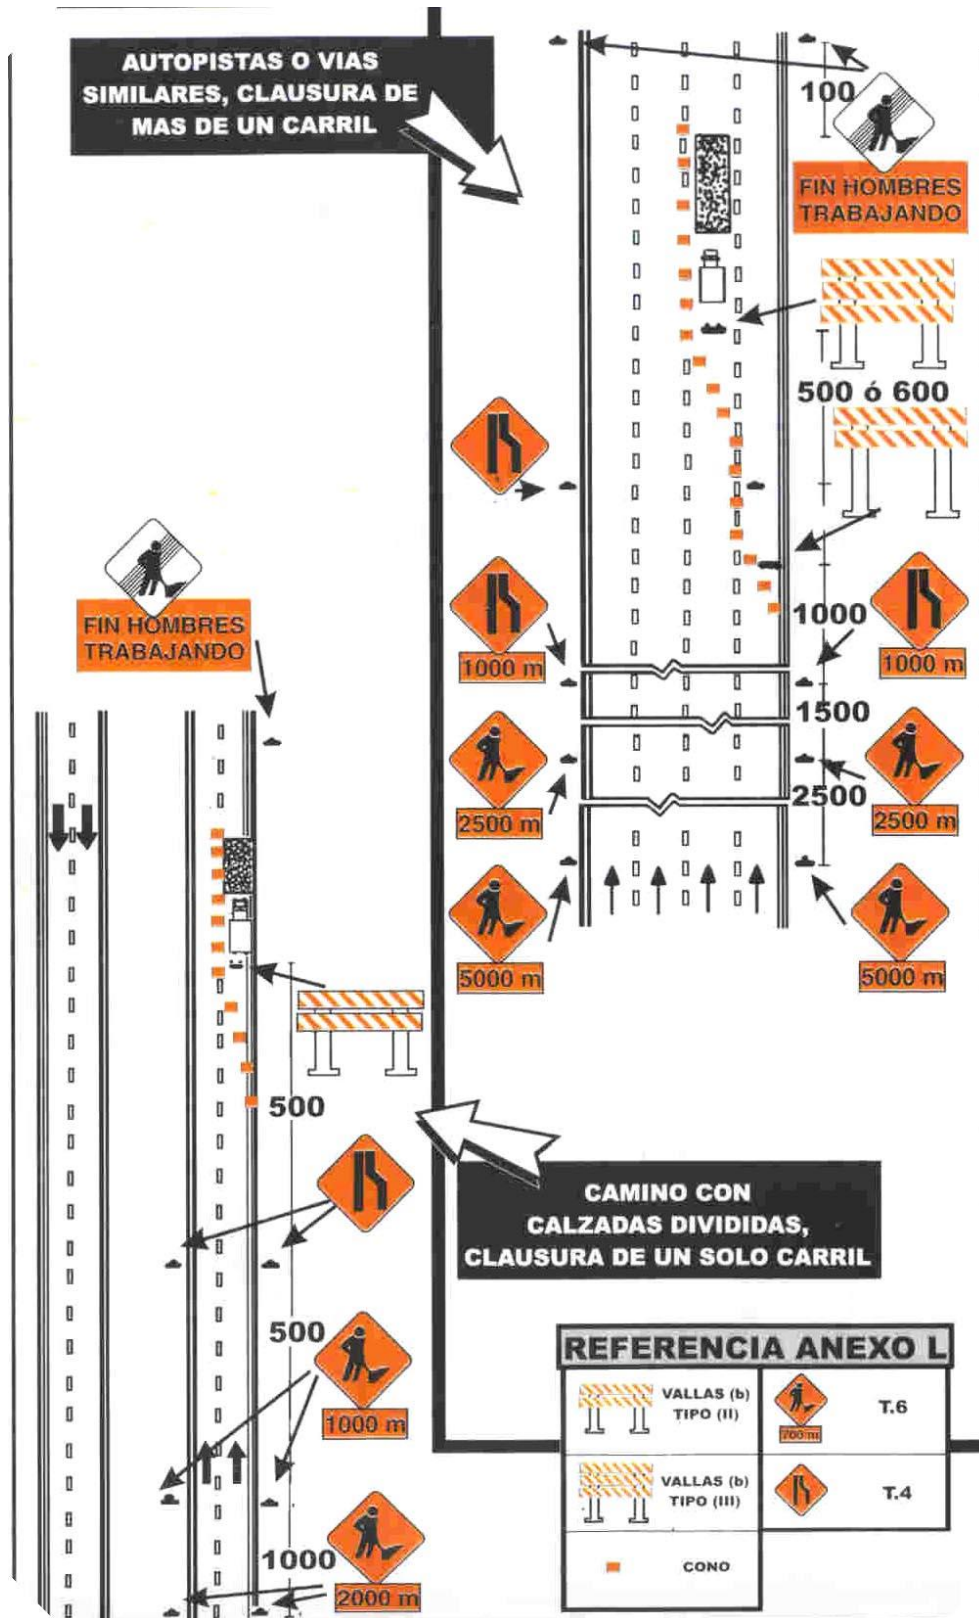 AUTOPISTAS O VIAS
SIMILARES, CLAUSURA DE
MAS DE UN CARRIL
100
FIN HOMBRES
TRABAJANDO
500 ó 600
1000
1000 m
1000 m
1500
2500 m
2500 m
2500
5000 m
5000 m
FIN HOMBRES
TRABAJANDO
500
500
1000 m
1000
2000 m
CAMINO CON
CALZADAS DIVIDIDAS,
CLAUSURA DE UN SOLO CARRIL
REFERENCIA ANEXO L
VALLAS (b)
TIPO (II)
700 m
T.6
VALLAS (b)
TIPO (III)
T.4
CONO